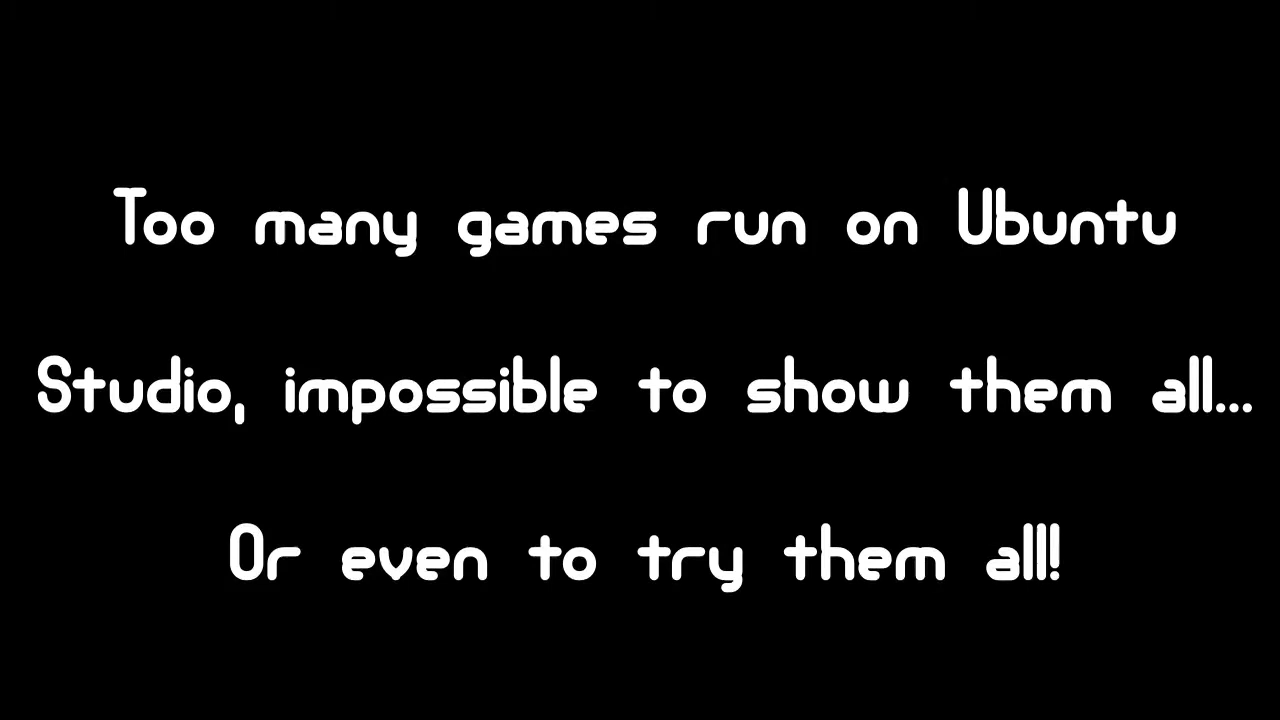 Too many games run on Ubuntu
Studio, impossible to show them all...
Or even to try them all!